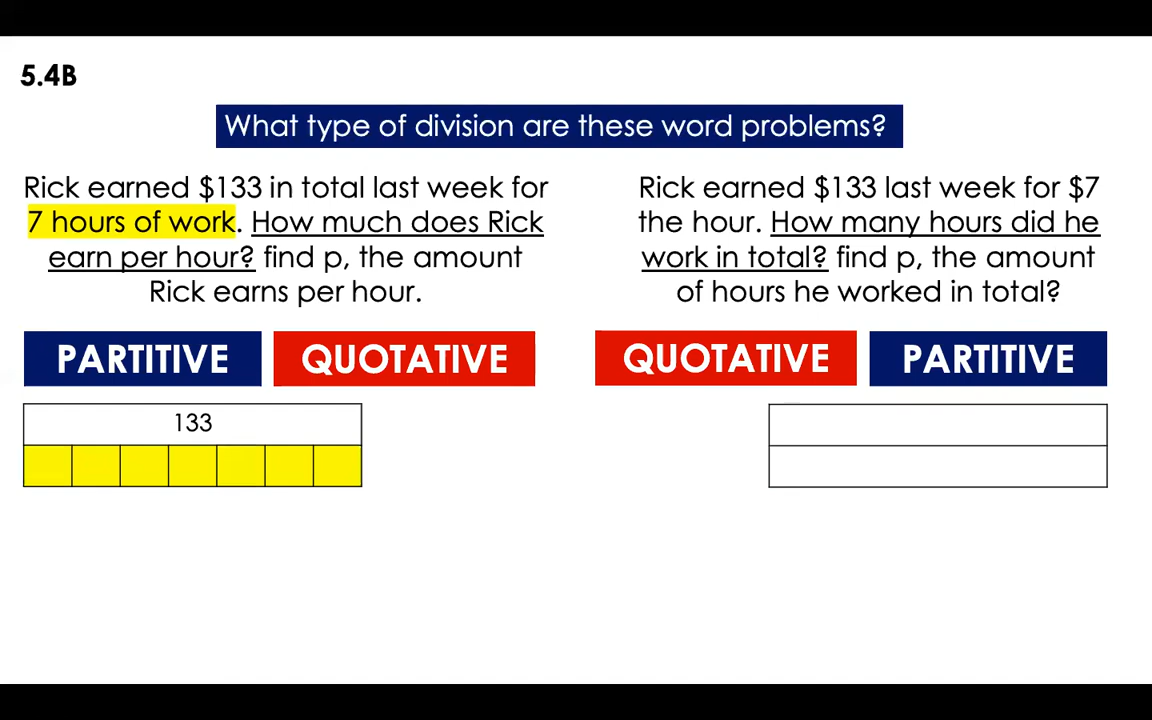 5.4B
What type of division are these word problems?
Rick earned $133 in total last week for
7 hours of work. How much does Rick
earn per hour? find p, the amount
Rick earns per hour.
Rick earned $133 last week for $7
the hour. How many hours did he
work in total? find p, the amount
of hours he worked in total?
PARTITIVE QUOTATIVE
QUOTATIVE PARTITIVE
133